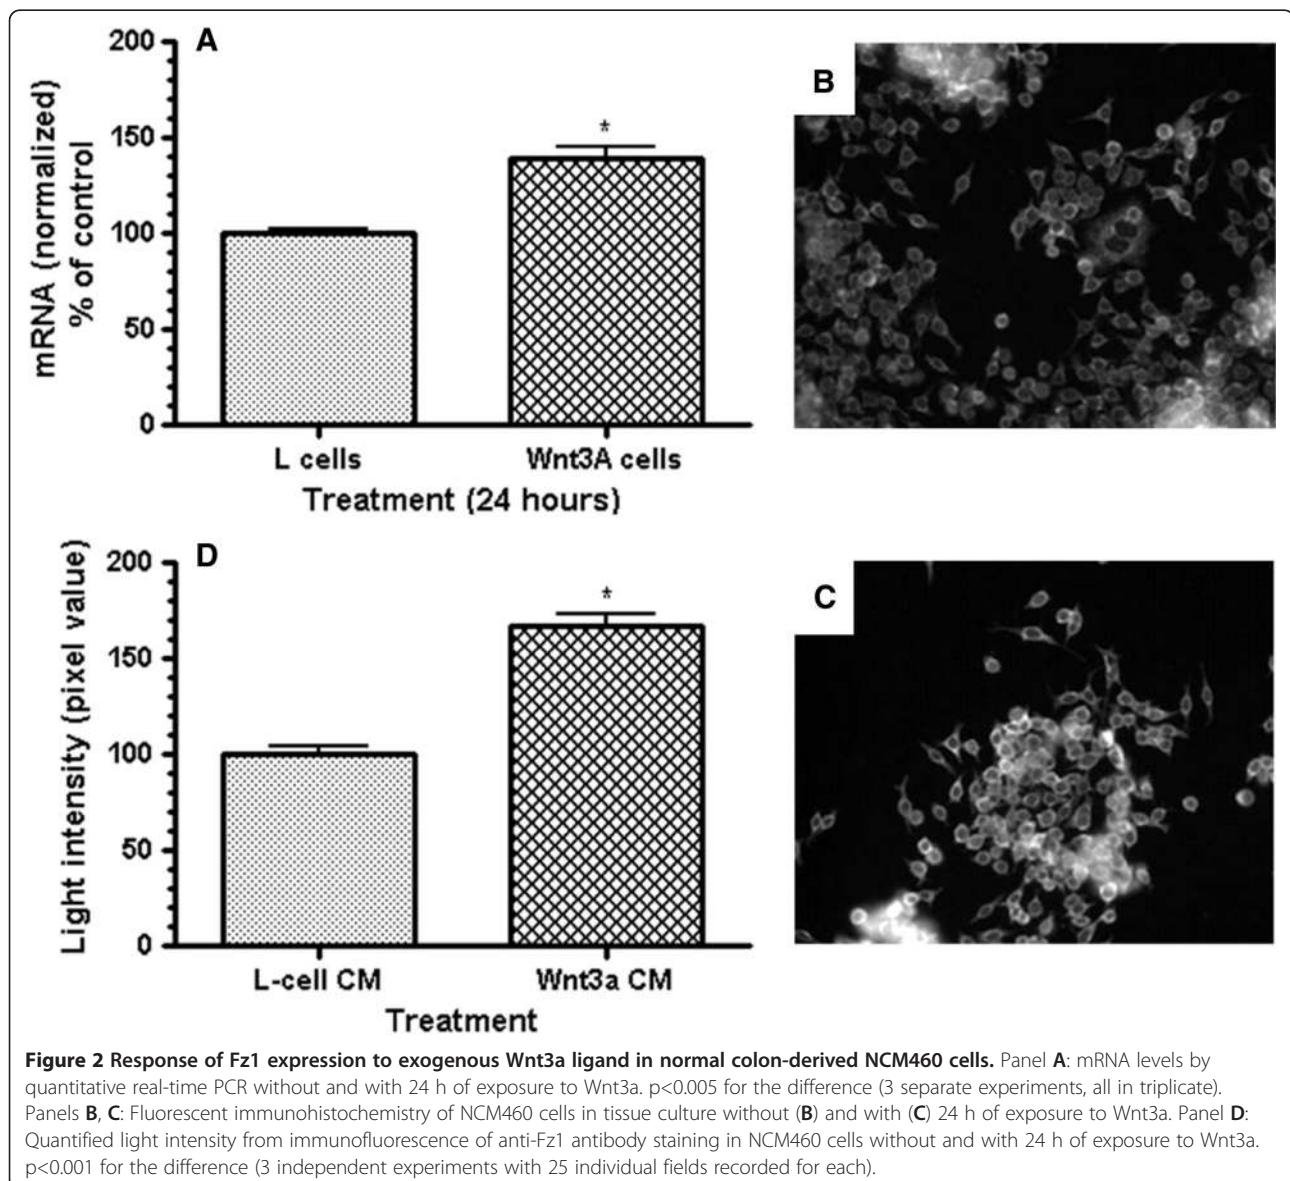 A
200
150
100
50
0
mRNA (normalized)
% of control
*
L cells
Wnt3A cells
Treatment (24 hours)
B
D
200
150
100
50
0
Light intensity (pixel value)
*
L-cell CM
Wnt3a CM
Treatment
C
Figure 2 Response of Fz1 expression to exogenous Wnt3a ligand in normal colon-derived NCM460 cells. Panel A: mRNA levels by
quantitative real-time PCR without and with 24 h of exposure to Wnt3a. p<0.005 for the difference (3 separate experiments, all in triplicate).
Panels B, C: Fluorescent immunohistochemistry of NCM460 cells in tissue culture without (B) and with (C) 24 h of exposure to Wnt3a. Panel D:
Quantified light intensity from immunofluorescence of anti-Fz1 antibody staining in NCM460 cells without and with 24 h of exposure to Wnt3a.
p<0.001 for the difference (3 independent experiments with 25 individual fields recorded for each).